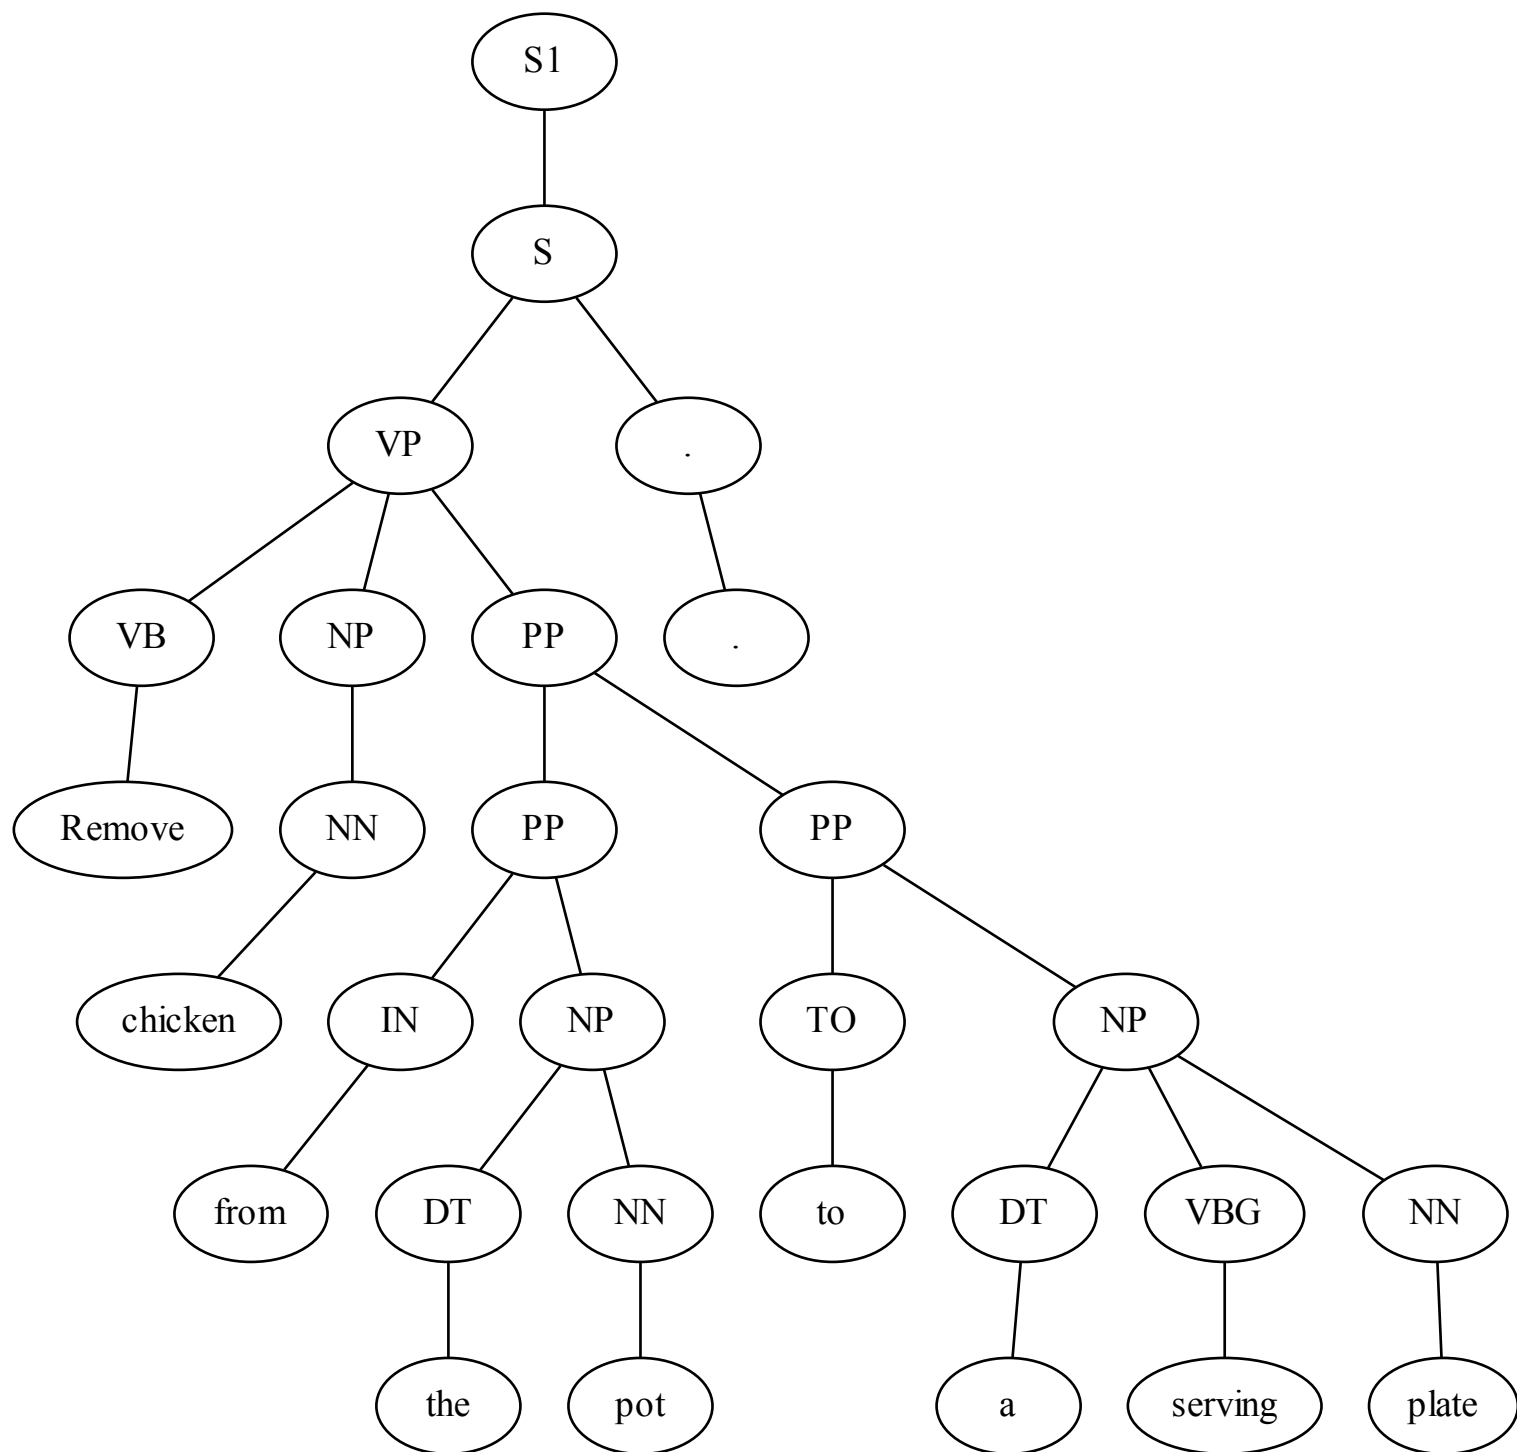 S1
S
VP .
VB NP PP .
Remove NN PP PP
chicken IN NP TO NP
from DT NN to DT VBG NN
the pot a serving plate